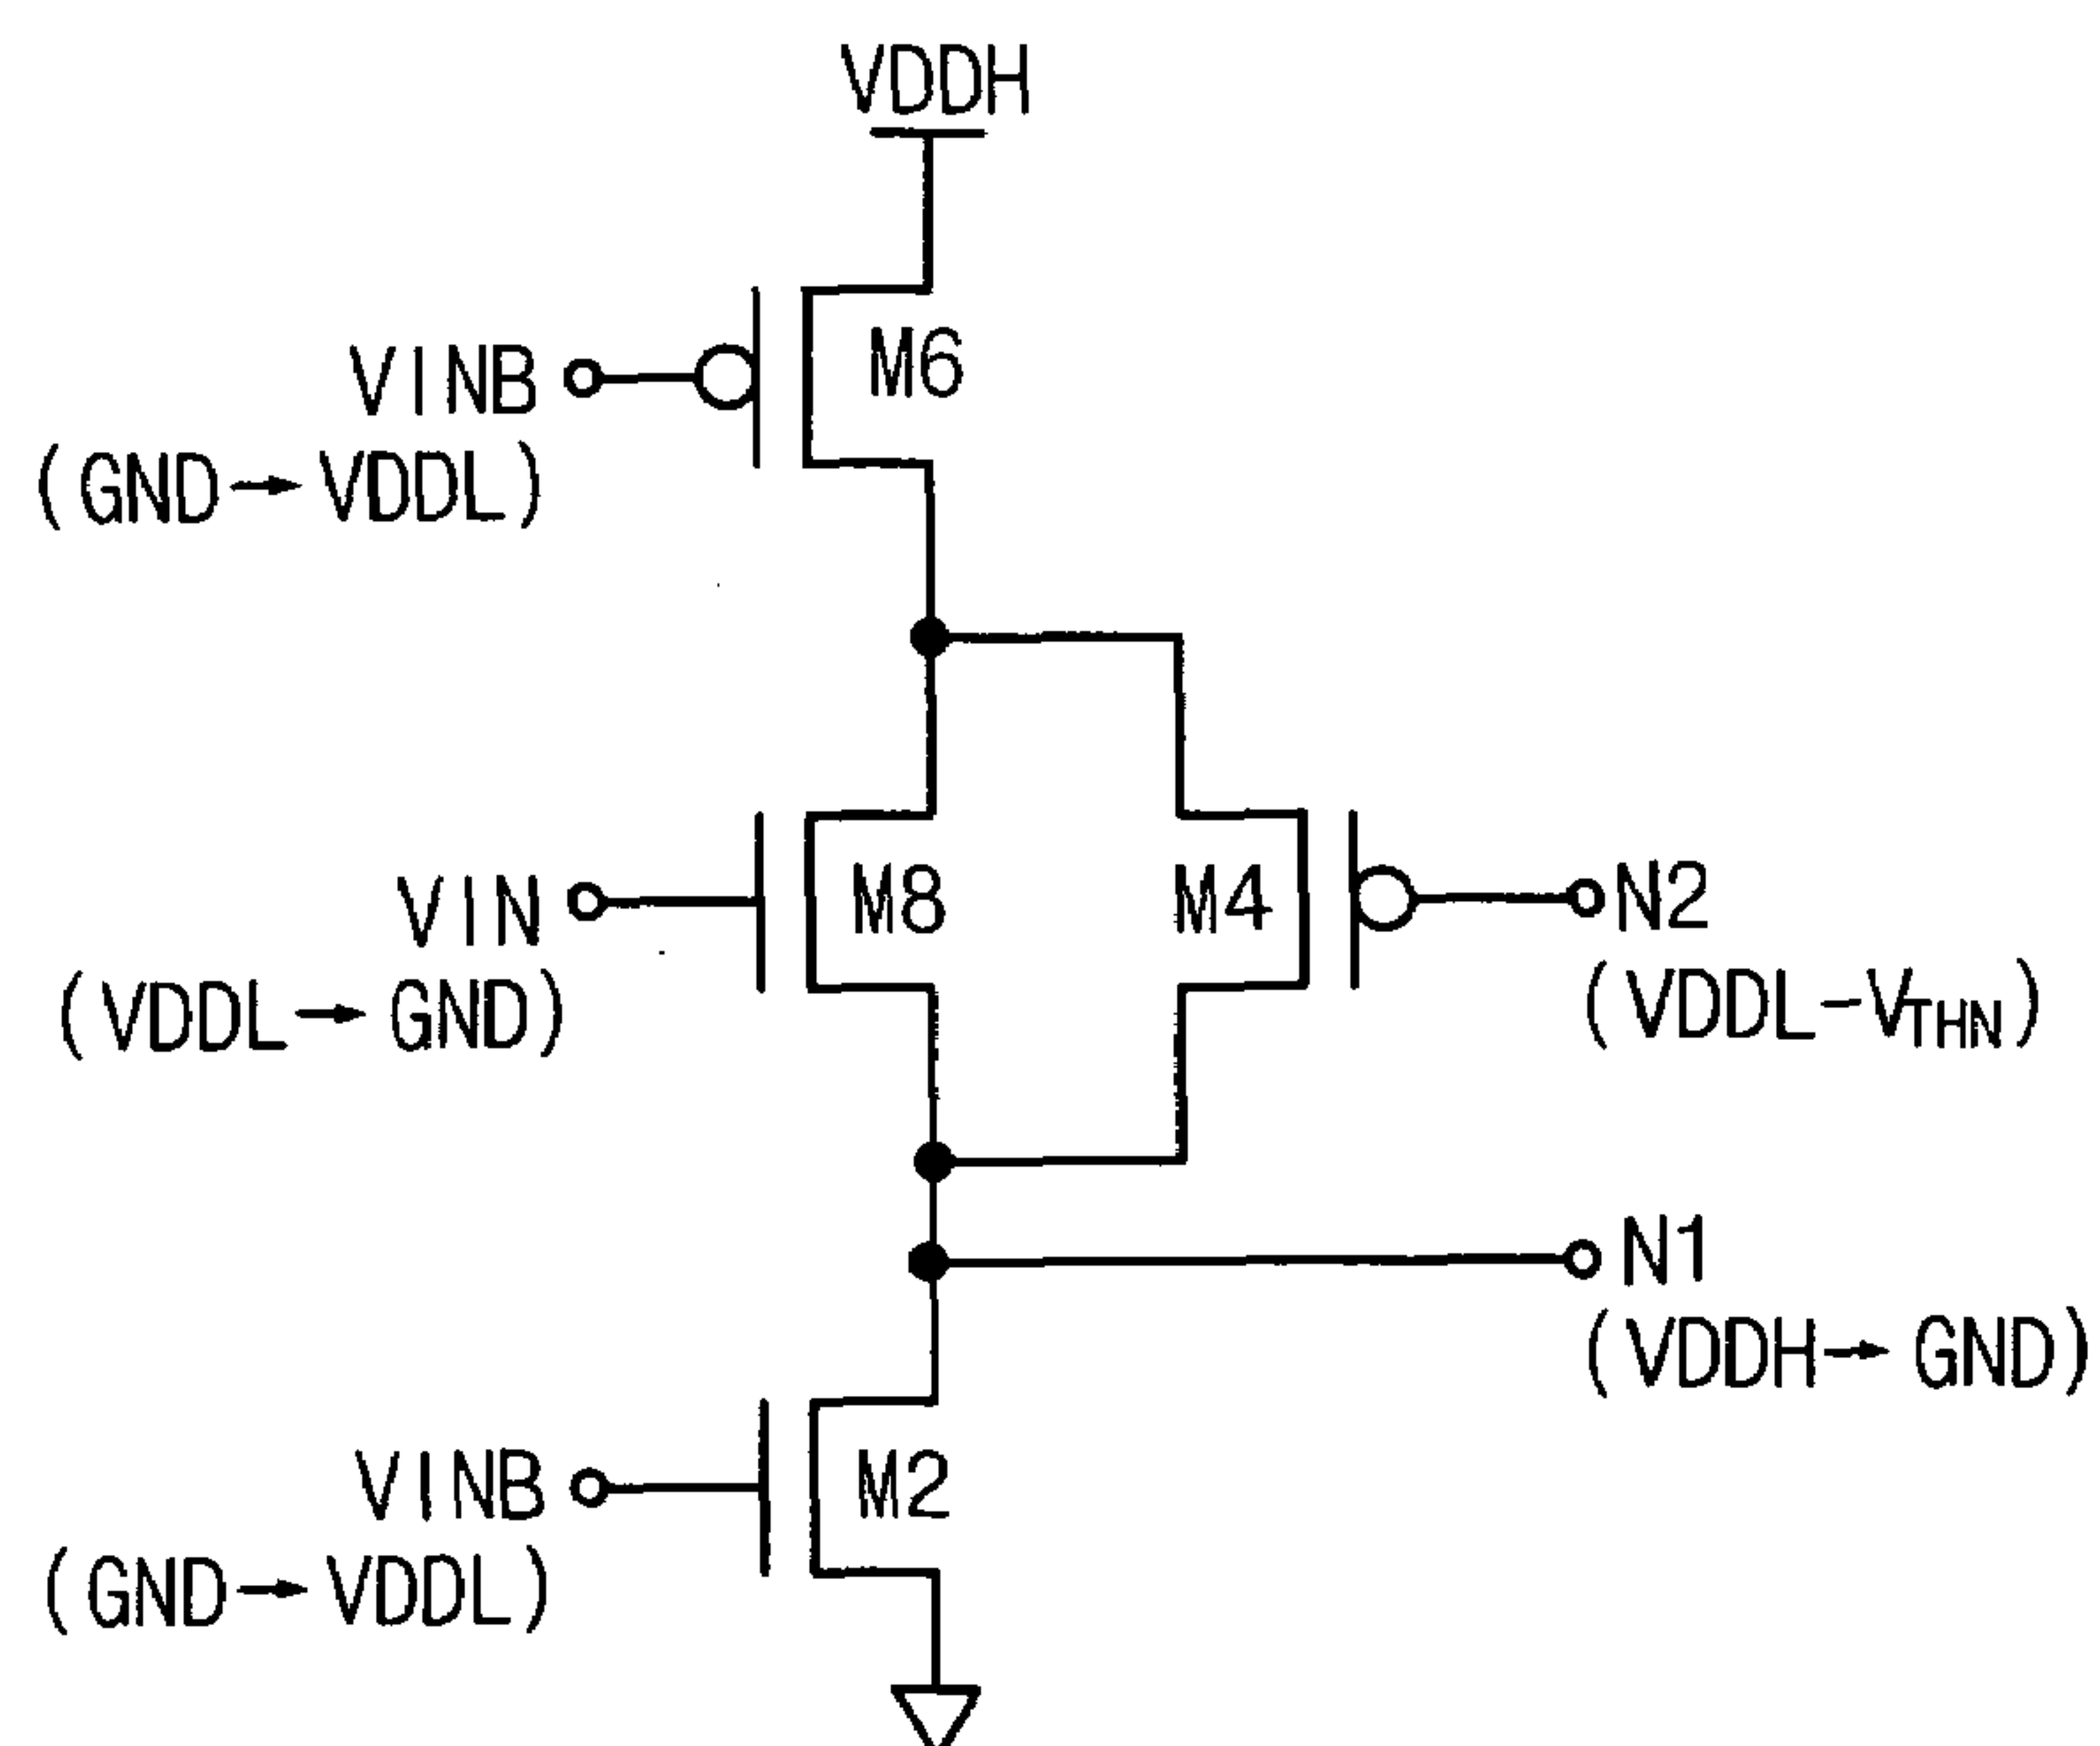 VDDH
M6
VINB
(GND→VDDL)
M8
M4
VIN
N2
(VDDL→GND)
(VDDL-VTHN)
N1
(VDDH→GND)
VINB
M2
(GND→VDDL)